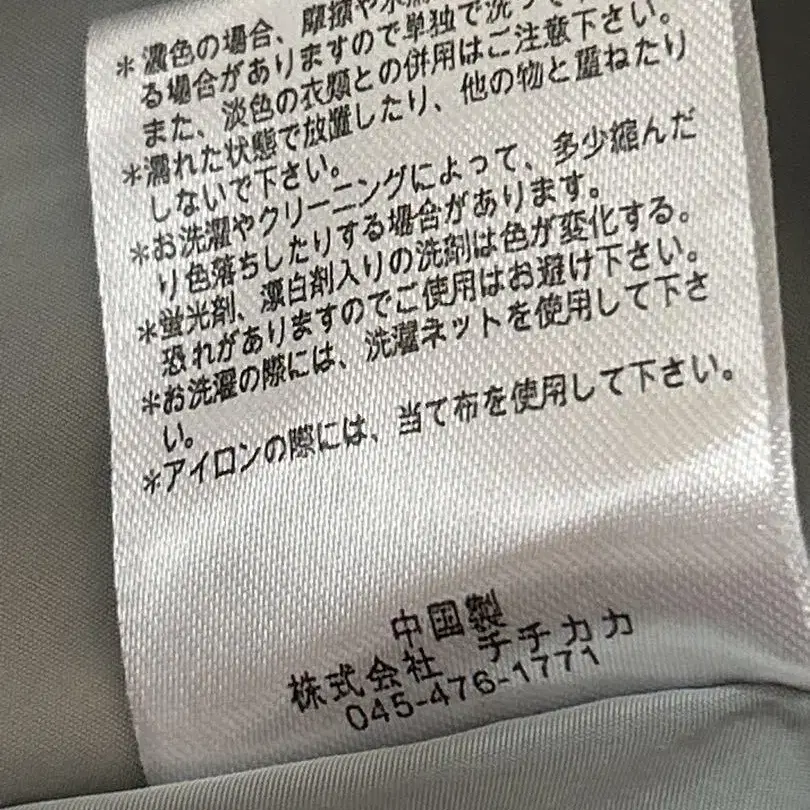 *濃色の場合、摩擦や水
る場合がありますので単独で洗って
また、淡色の衣類との併用はご注意下さい。
*濡れた状態で放置したり、他の物と重ねたり
しないで下さい。
*お洗濯やクリーニングによって、多少縮んだ
り色落ちしたりする場合があります。
*蛍光剤、漂白剤入りの洗剤は色が変化する。
恐れがありますのでご使用はお避け下さい。
*お洗濯の際には、洗濯ネットを使用して下さ
い。
*アイロンの際には、当て布を使用して下さい。
中国製
株式会社 チチカカ
045-476-1771